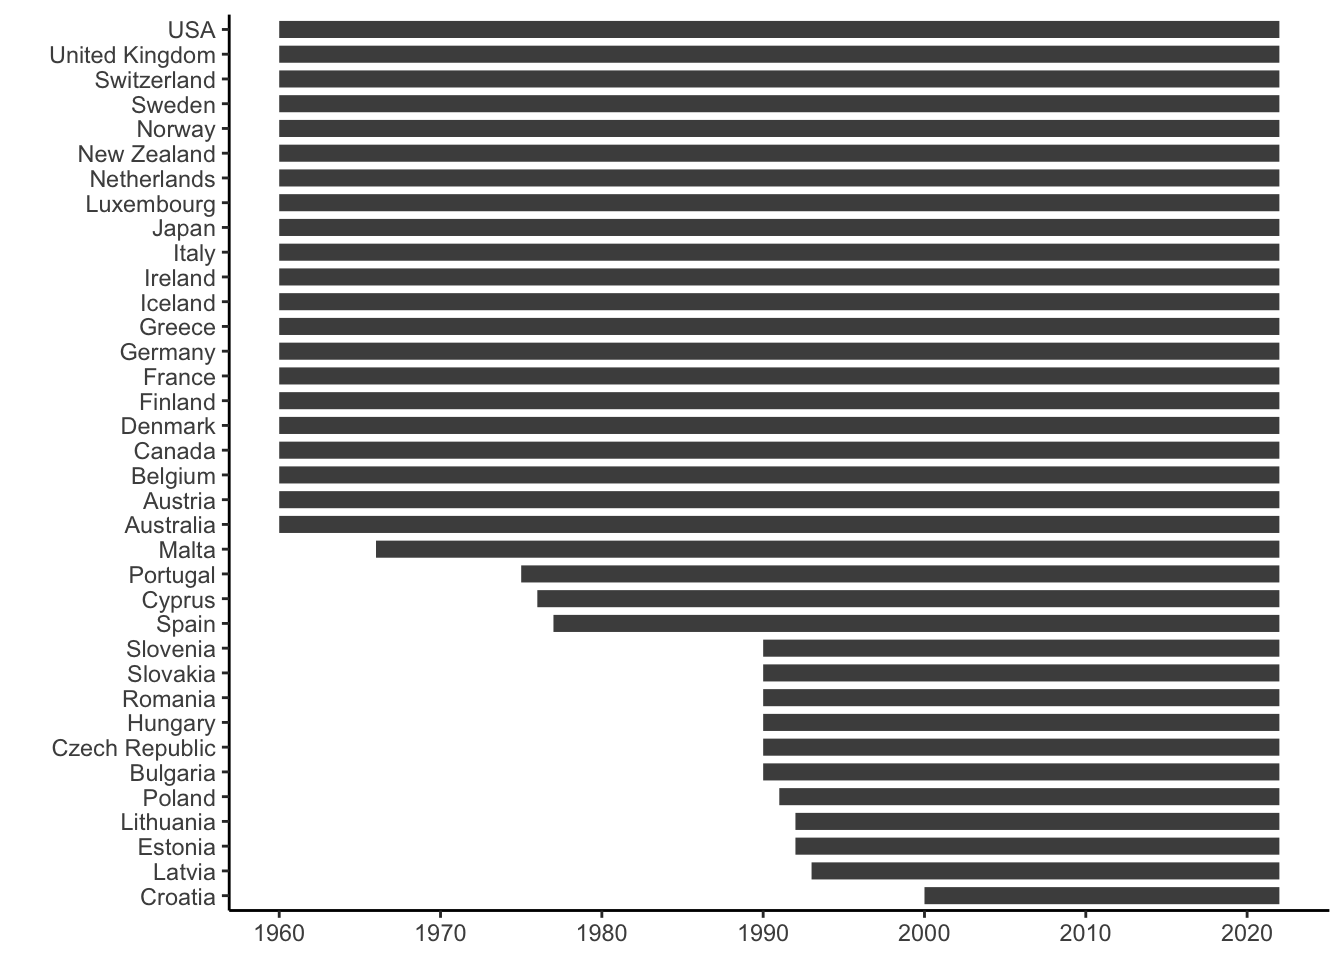 USA
United Kingdom
Switzerland
Sweden
Norway
New Zealand
Netherlands
Luxembourg
Japan
Italy
Ireland
Iceland
Greece
Germany
France
Finland
Denmark
Canada
Belgium
Austria
Australia
Malta
Portugal
Cyprus
Spain
Slovenia
Slovakia
Romania
Hungary
Czech Republic
Bulgaria
Poland
Lithuania
Estonia
Latvia
Croatia
1960 1970 1980 1990 2000 2010 2020